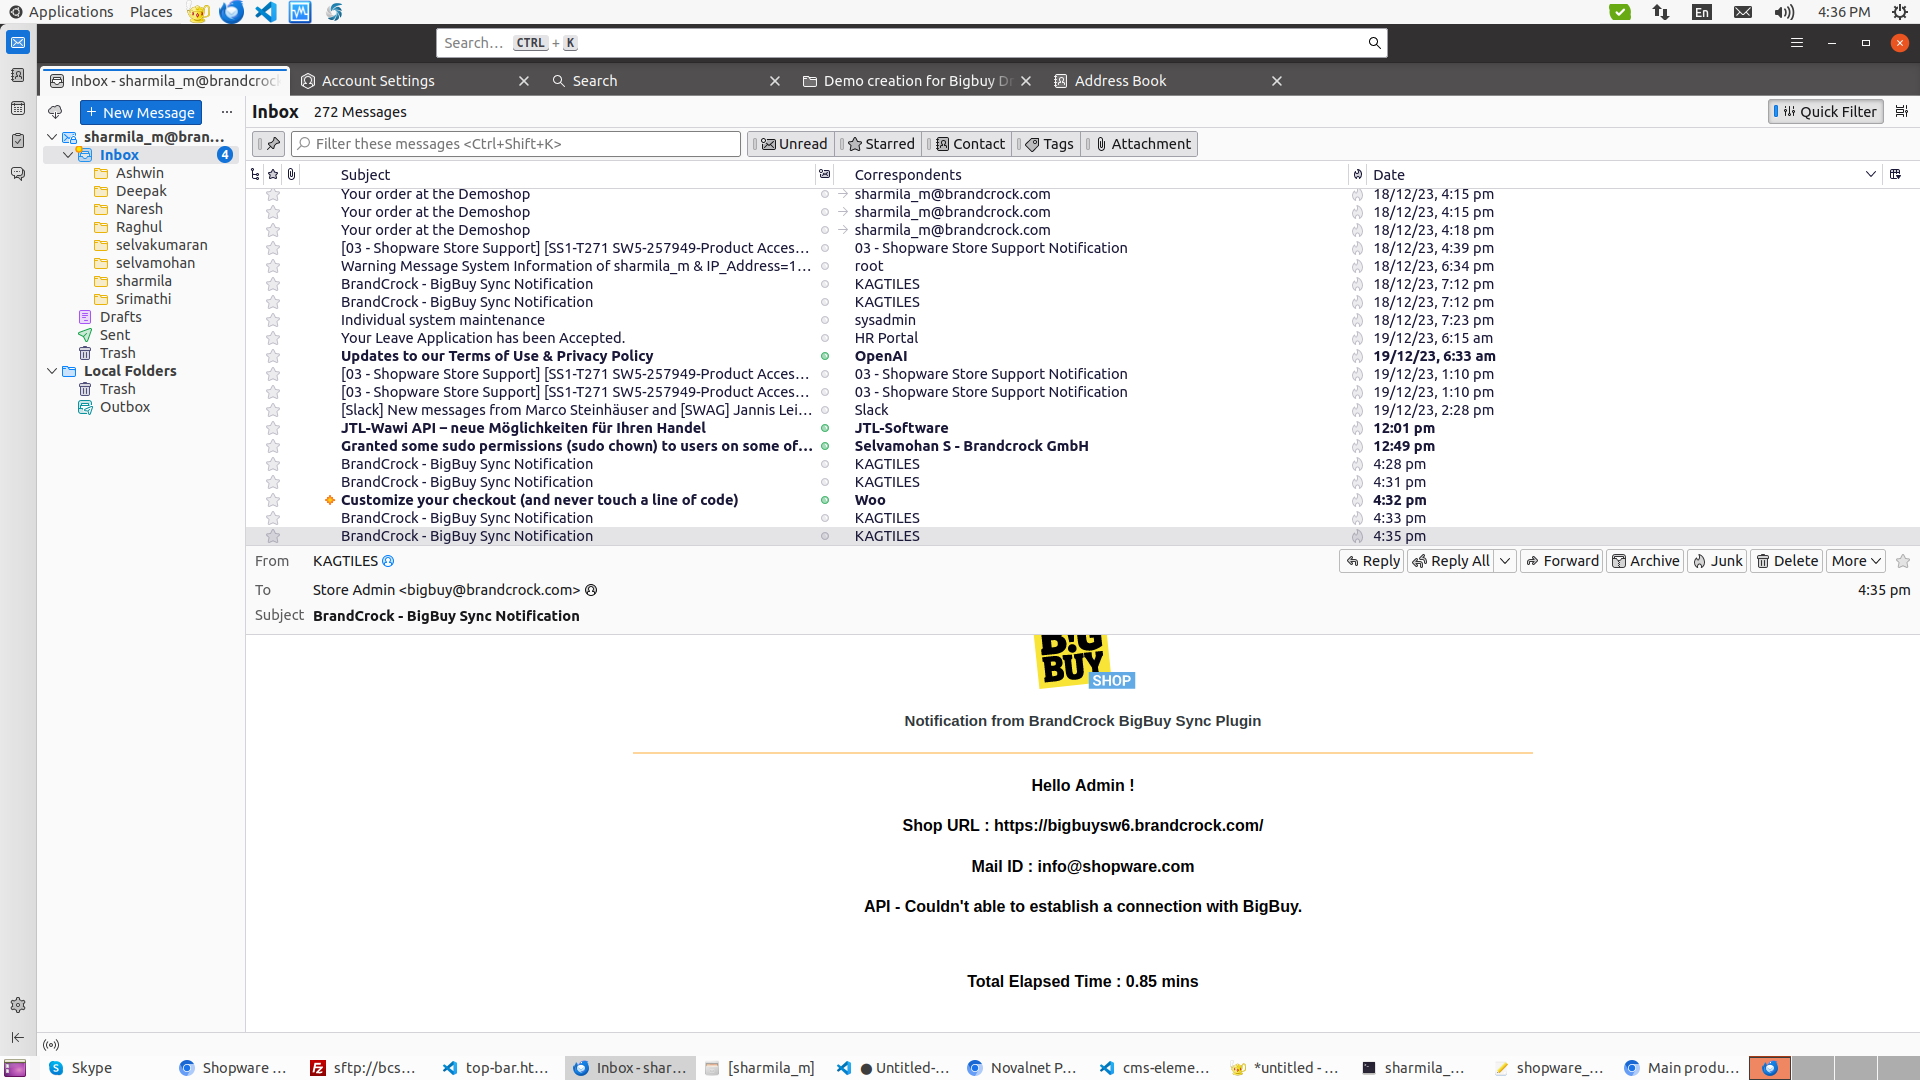 Applications Places En 4:36 PM
Search... CTRL + K
Inbox - sharmila_m@brandcrock Account Settings Search Demo creation for Bigbuy Address Book
+ New Message Inbox 272 Messages Quick Filter
Filter these messages <Ctrl+Shift+K> Unread Starred Contact Tags Attachment
sharmila_m@bran...
Inbox 4
Ashwin
Deepak
Naresh
Raghul
selvakumaran
selvamohan
sharmila
Srimathi
Drafts
Sent
Trash
Local Folders
Trash
Outbox
Subject Correspondents Date
Your order at the Demoshop sharmila_m@brandcrock.com 18/12/23, 4:15 pm
Your order at the Demoshop sharmila_m@brandcrock.com 18/12/23, 4:15 pm
Your order at the Demoshop sharmila_m@brandcrock.com 18/12/23, 4:18 pm
[03 - Shopware Store Support] [SS1-T271 SW5-257949-Product Acces... 03 - Shopware Store Support Notification 18/12/23, 4:39 pm
Warning Message System Information of sharmila_m & IP_Address=1... root 18/12/23, 6:34 pm
BrandCrock - BigBuy Sync Notification KAGTILES 18/12/23, 7:12 pm
BrandCrock - BigBuy Sync Notification KAGTILES 18/12/23, 7:12 pm
Individual system maintenance sysadmin 18/12/23, 7:23 pm
Your Leave Application has been Accepted. HR Portal 19/12/23, 6:15 am
Updates to our Terms of Use & Privacy Policy OpenAI 19/12/23, 6:33 am
[03 - Shopware Store Support] [SS1-T271 SW5-257949-Product Acces... 03 - Shopware Store Support Notification 19/12/23, 1:10 pm
[03 - Shopware Store Support] [SS1-T271 SW5-257949-Product Acces... 03 - Shopware Store Support Notification 19/12/23, 1:10 pm
[Slack] New messages from Marco Steinhäuser and [SWAG] Jannis Lei... Slack 19/12/23, 2:28 pm
JTL-Wawi API – neue Möglichkeiten für Ihren Handel JTL-Software 12:01 pm
Granted some sudo permissions (sudo chown) to users on some of... Selvamohan S - Brandcrock GmbH 12:49 pm
BrandCrock - BigBuy Sync Notification KAGTILES 4:28 pm
BrandCrock - BigBuy Sync Notification KAGTILES 4:31 pm
Customize your checkout (and never touch a line of code) Woo 4:32 pm
BrandCrock - BigBuy Sync Notification KAGTILES 4:33 pm
BrandCrock - BigBuy Sync Notification KAGTILES 4:35 pm
From KAGTILES Reply Reply All Forward Archive Junk Delete More
To Store Admin <bigbuy@brandcrock.com> 4:35 pm
Subject BrandCrock - BigBuy Sync Notification
B!G
BUY
SHOP
Notification from BrandCrock BigBuy Sync Plugin
Hello Admin !
Shop URL : https://bigbuysw6.brandcrock.com/
Mail ID : info@shopware.com
API - Couldn't able to establish a connection with BigBuy.
Total Elapsed Time : 0.85 mins
Skype Shopware ... sftp://bcs... top-bar.ht... Inbox - shar... [sharmila_m] ● Untitled-... Novalnet P... cms-eleme... *untitled - ... sharmila_... shopware_... Main produ...